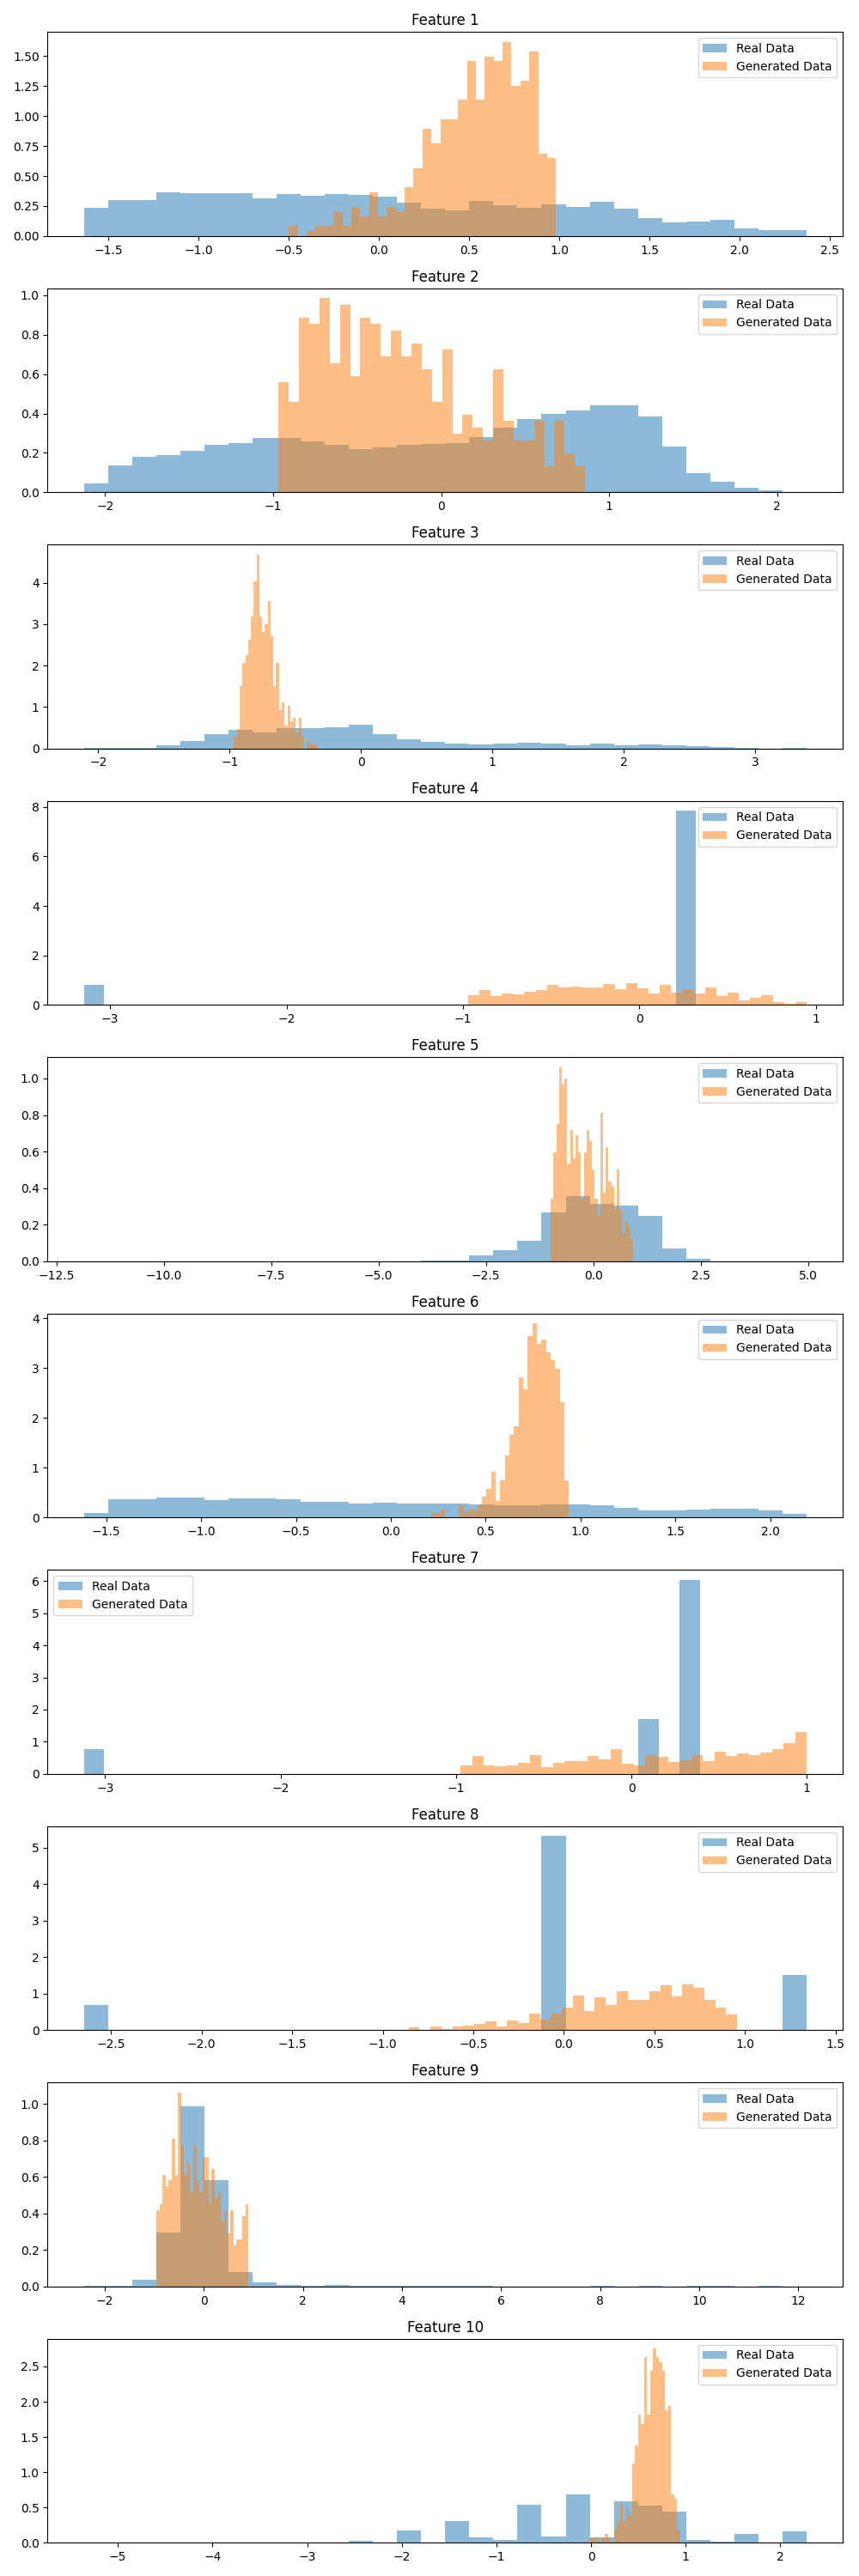 Feature 1
Real Data
Generated Data
1.50
1.25
1.00
0.75
0.50
0.25
0.00
−1.5 −1.0 −0.5 0.0 0.5 1.0 1.5 2.0 2.5
Feature 2
Real Data
Generated Data
1.0
0.8
0.6
0.4
0.2
0.0
−2 −1 0 1 2
Feature 3
Real Data
Generated Data
4
3
2
1
0
−2 −1 0 1 2 3
Feature 4
Real Data
Generated Data
8
6
4
2
0
−3 −2 −1 0 1
Feature 5
Real Data
Generated Data
1.0
0.8
0.6
0.4
0.2
0.0
−12.5 −10.0 −7.5 −5.0 −2.5 0.0 2.5 5.0
Feature 6
Real Data
Generated Data
4
3
2
1
0
−1.5 −1.0 −0.5 0.0 0.5 1.0 1.5 2.0
Feature 7
Real Data
Generated Data
6
5
4
3
2
1
0
−3 −2 −1 0 1
Feature 8
Real Data
Generated Data
5
4
3
2
1
0
−2.5 −2.0 −1.5 −1.0 −0.5 0.0 0.5 1.0 1.5
Feature 9
Real Data
Generated Data
1.0
0.8
0.6
0.4
0.2
0.0
−2 0 2 4 6 8 10 12
Feature 10
Real Data
Generated Data
2.5
2.0
1.5
1.0
0.5
0.0
−5 −4 −3 −2 −1 0 1 2